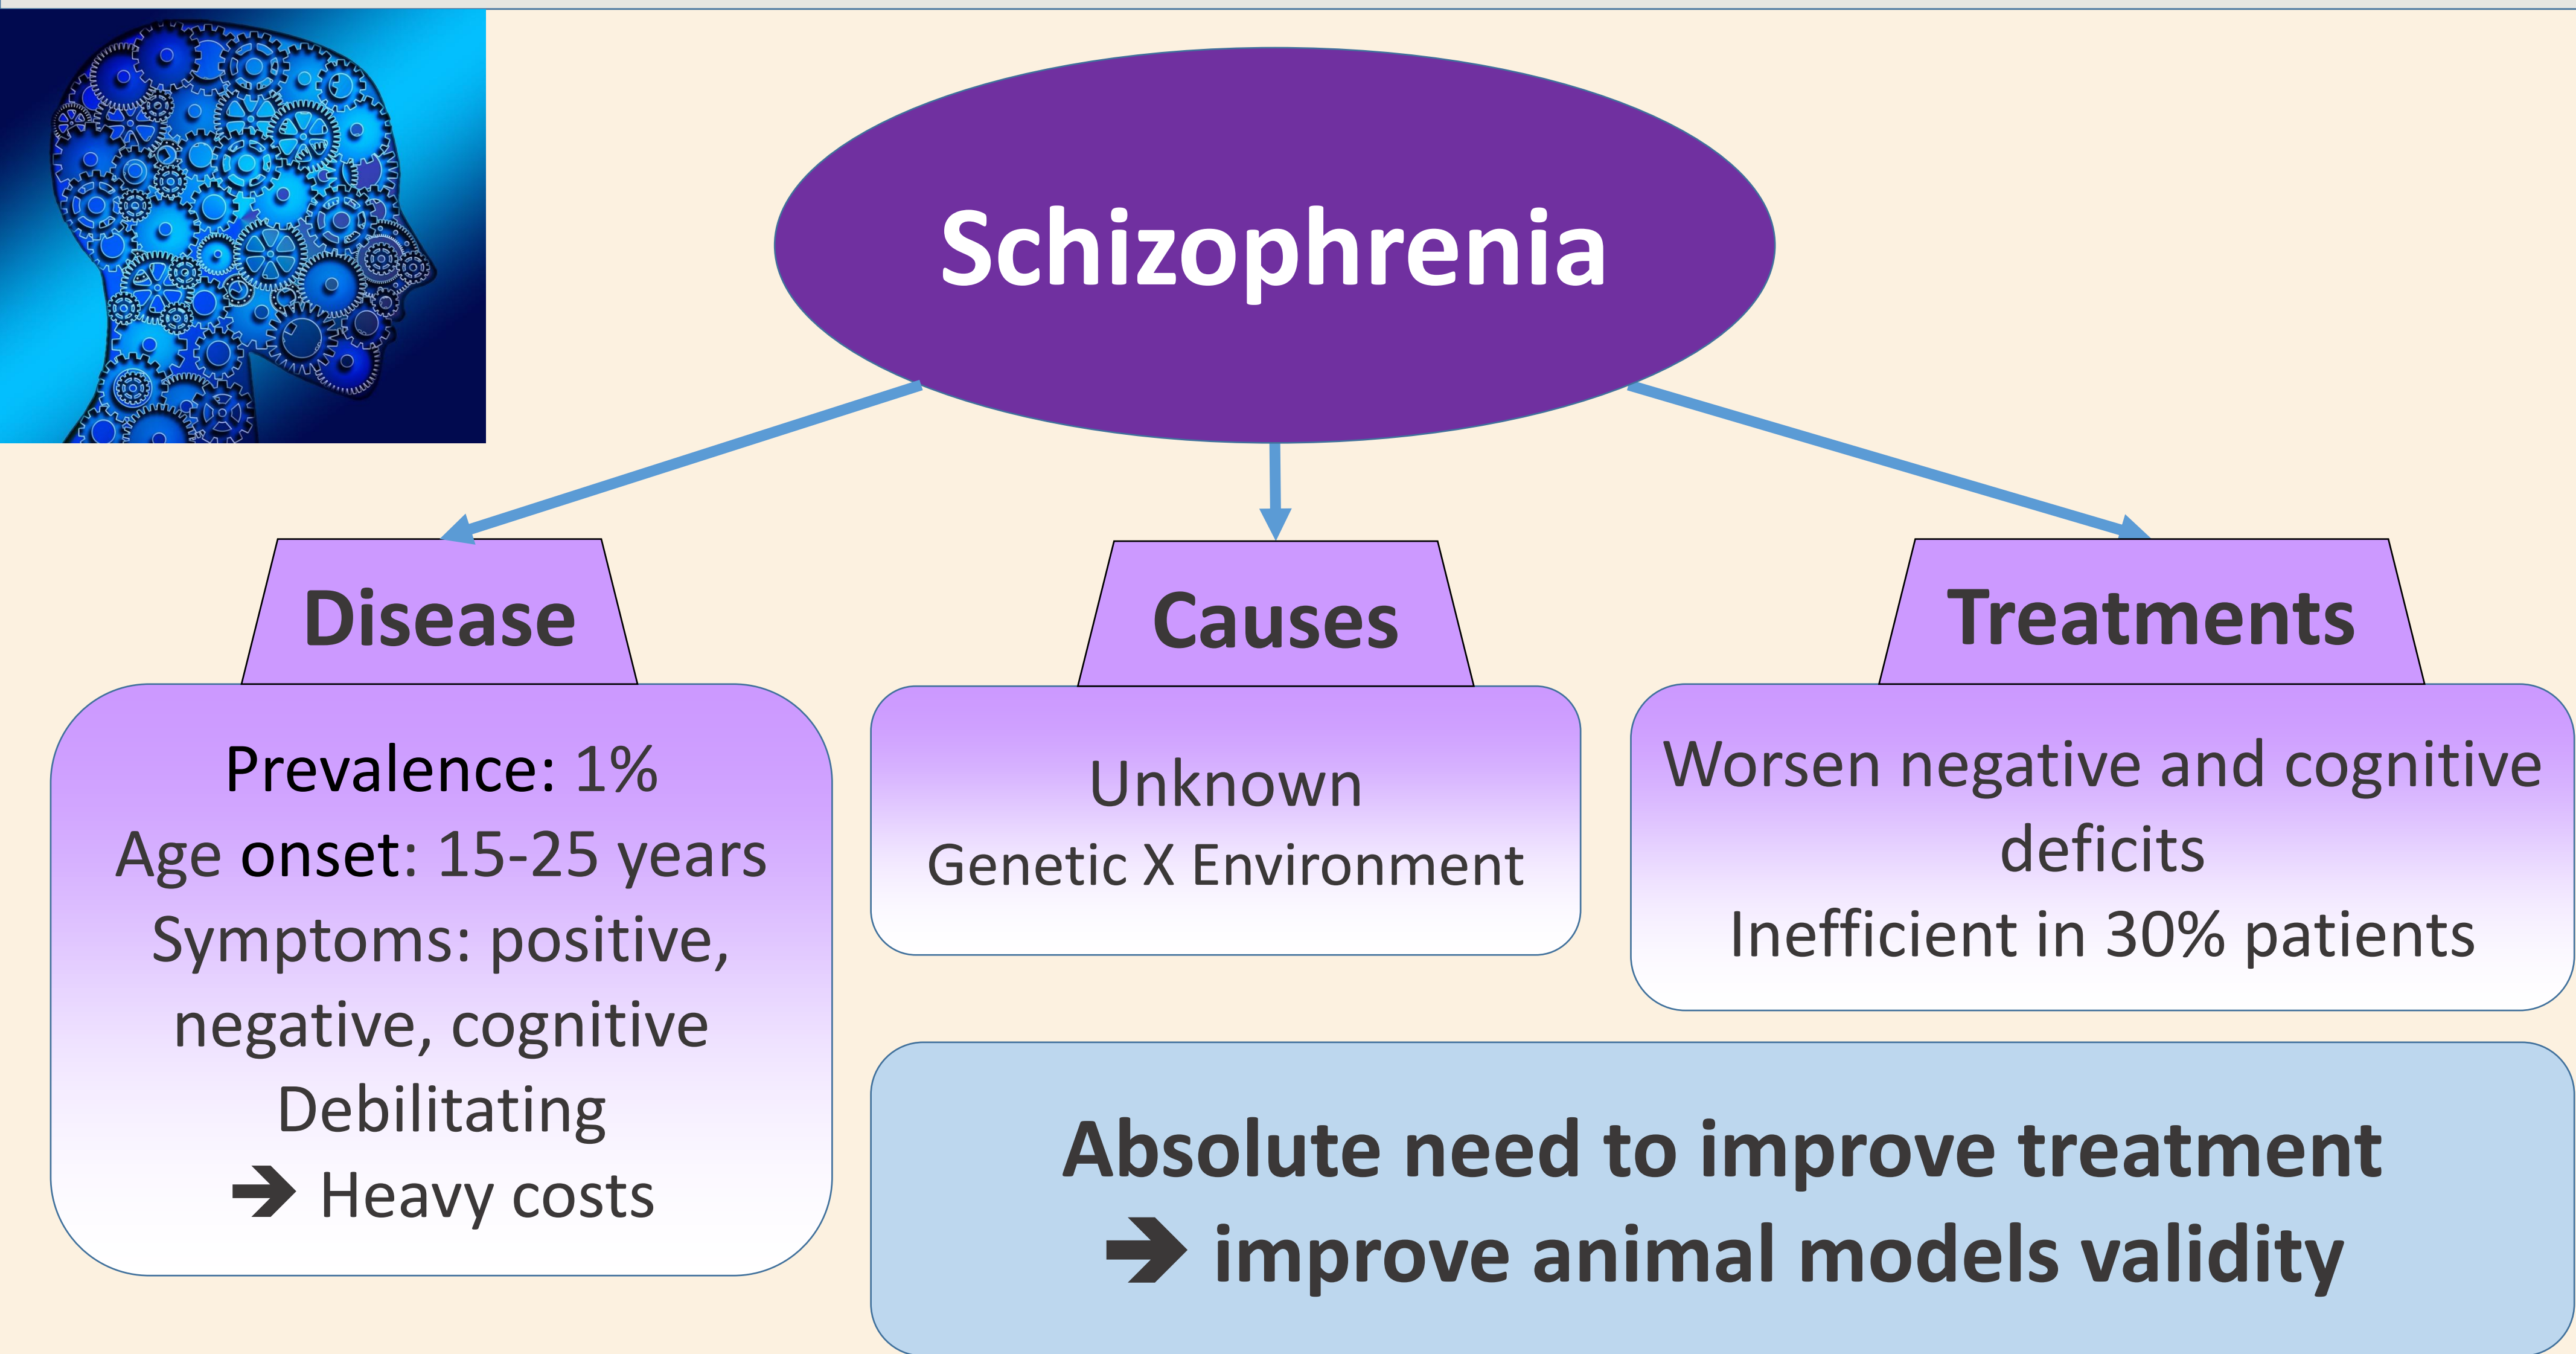 Schizophrenia
Disease
Prevalence: 1%
Age onset: 15-25 years
Symptoms: positive,
negative, cognitive
Debilitating
➔ Heavy costs
Causes
Unknown
Genetic X Environment
Treatments
Worsen negative and cognitive
deficits
Inefficient in 30% patients
Absolute need to improve treatment
➔ improve animal models validity